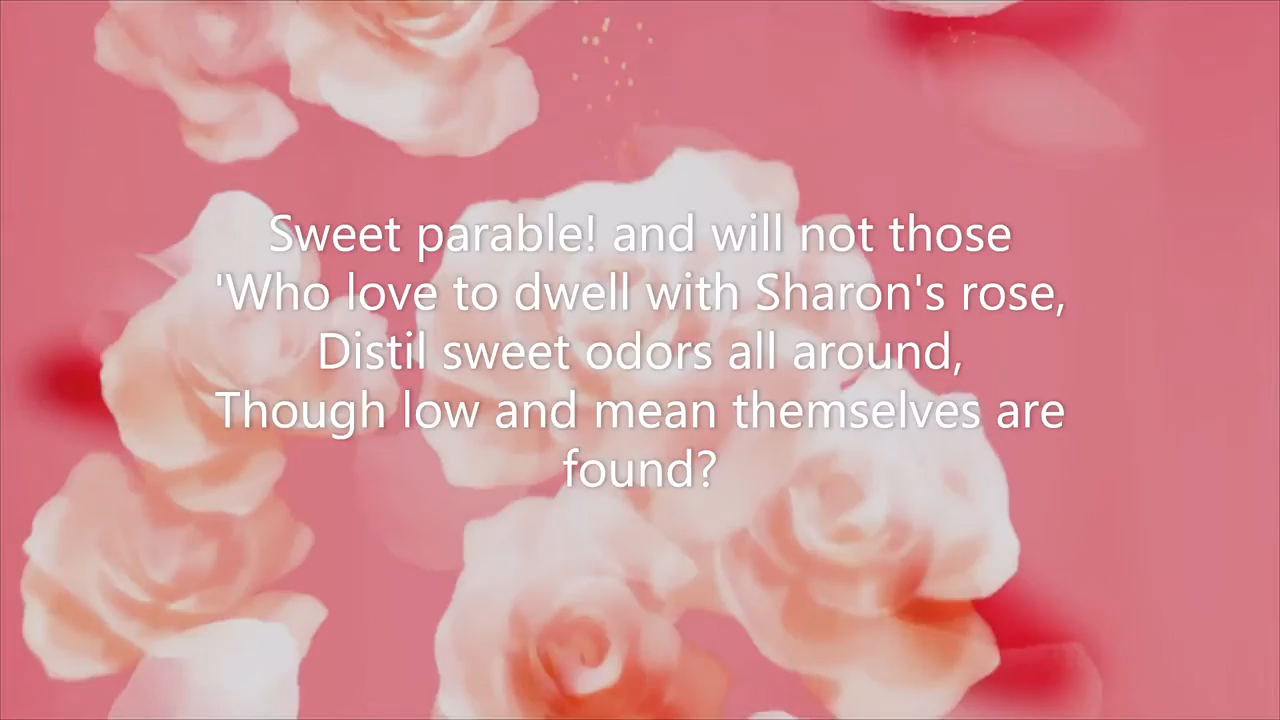 Sweet parable! and will not those
'Who love to dwell with Sharon's rose,
Distil sweet odors all around,
Though low and mean themselves are
found?